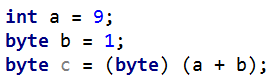 int a = 9;
byte b = 1;
byte c = (byte) (a + b);